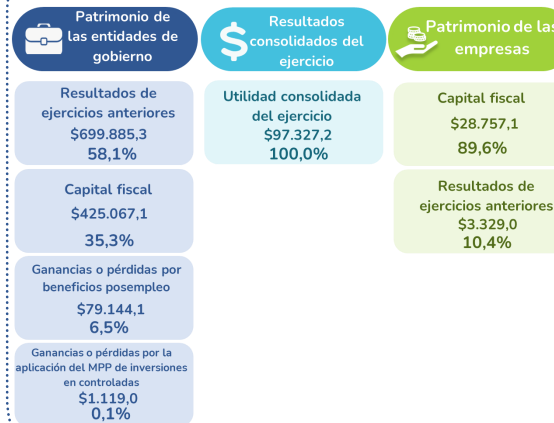 Patrimonio de
las entidades de
gobierno
Resultados de
ejercicios anteriores
$699.885,3
58,1%
Capital fiscal
$425.067,1
35,3%
Ganancias o pérdidas por
beneficios posempleo
$79.144,1
6,5%
Ganancias o pérdidas por la
aplicación del MPP de inversiones
en controladas
$1.119,0
0,1%
Resultados
consolidados del
ejercicio
Utilidad consolidada
del ejercicio
$97.327,2
100,0%
Patrimonio de las
empresas
Capital fiscal
$28.757,1
89,6%
Resultados de
ejercicios anteriores
$3.329,0
10,4%